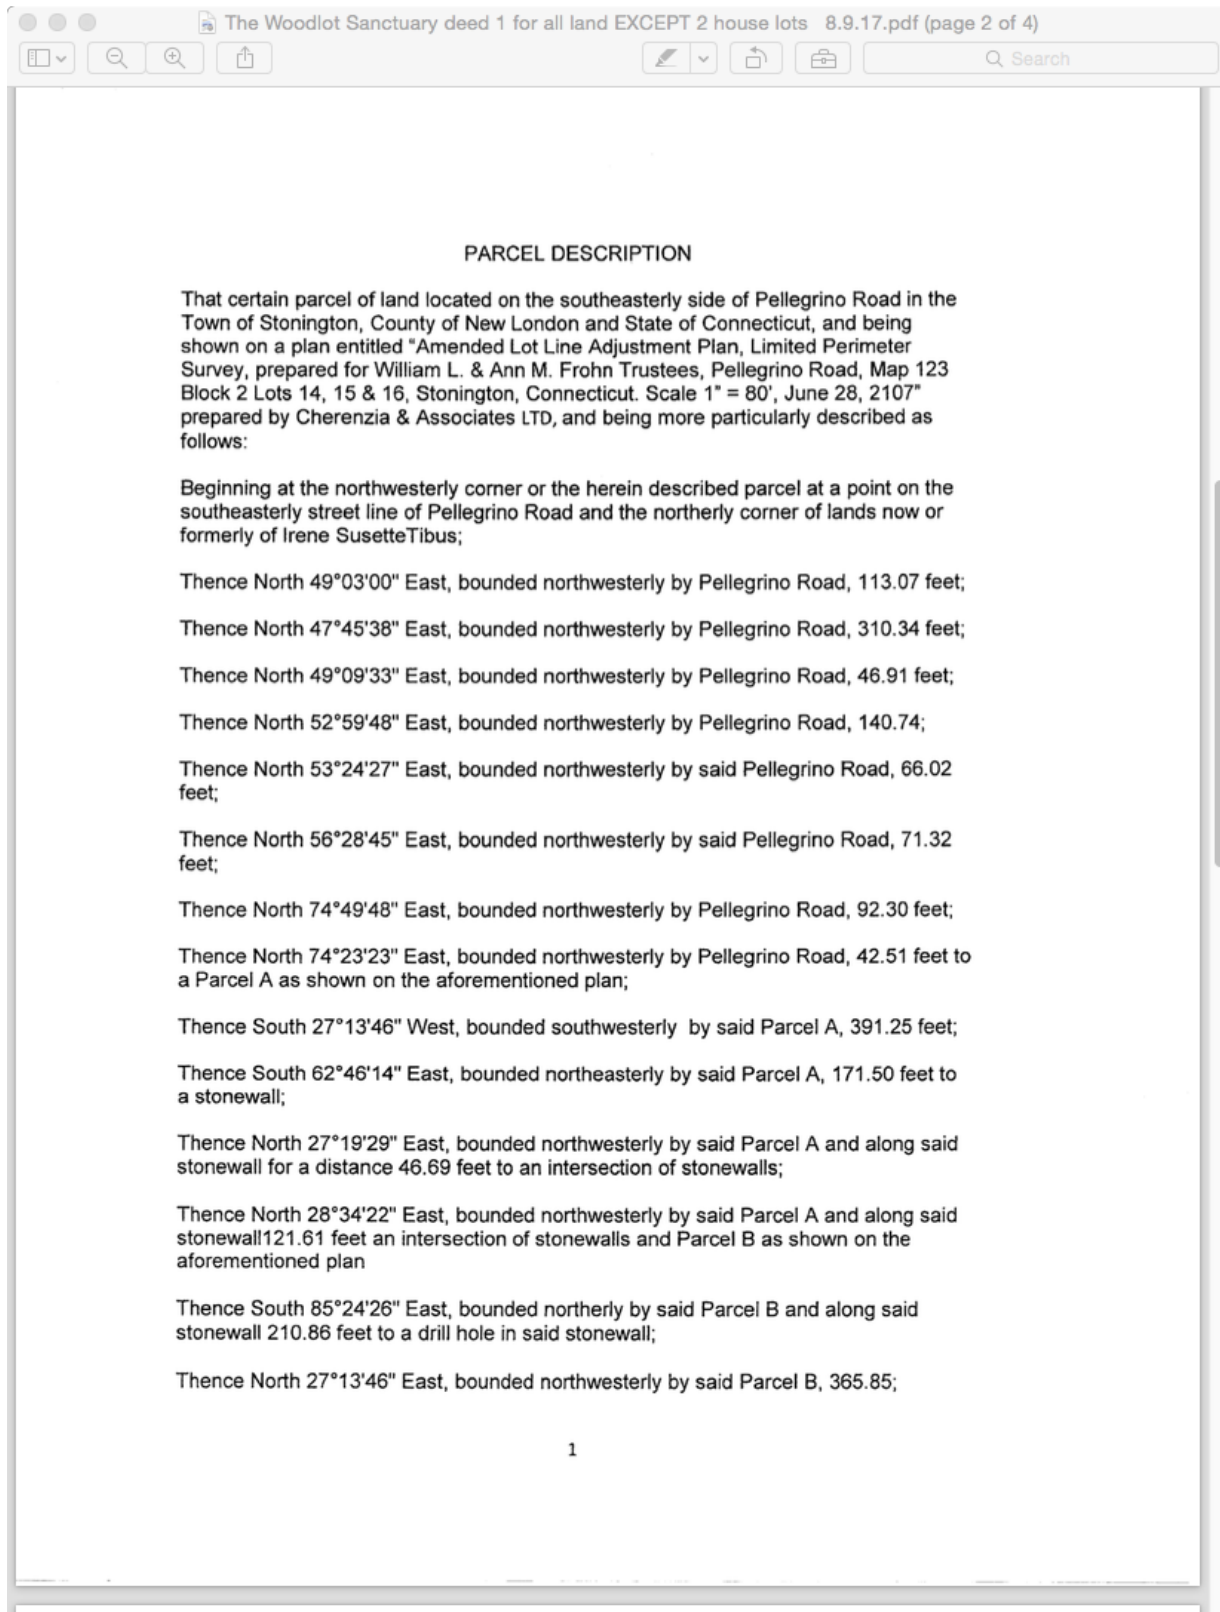 The Woodlot Sanctuary deed 1 for all land EXCEPT 2 house lots   8.9.17.pdf (page 2 of 4)
Search
PARCEL DESCRIPTION
That certain parcel of land located on the southeasterly side of Pellegrino Road in the
Town of Stonington, County of New London and State of Connecticut, and being
shown on a plan entitled "Amended Lot Line Adjustment Plan, Limited Perimeter
Survey, prepared for William L. & Ann M. Frohn Trustees, Pellegrino Road, Map 123
Block 2 Lots 14, 15 & 16, Stonington, Connecticut. Scale 1" = 80', June 28, 2107"
prepared by Cherenzia & Associates LTD, and being more particularly described as
follows:
Beginning at the northwesterly corner or the herein described parcel at a point on the
southeasterly street line of Pellegrino Road and the northerly corner of lands now or
formerly of Irene SusetteTibus;
Thence North 49°03'00" East, bounded northwesterly by Pellegrino Road, 113.07 feet;
Thence North 47°45'38" East, bounded northwesterly by Pellegrino Road, 310.34 feet;
Thence North 49°09'33" East, bounded northwesterly by Pellegrino Road, 46.91 feet;
Thence North 52°59'48" East, bounded northwesterly by Pellegrino Road, 140.74;
Thence North 53°24'27" East, bounded northwesterly by said Pellegrino Road, 66.02
feet;
Thence North 56°28'45" East, bounded northwesterly by said Pellegrino Road, 71.32
feet;
Thence North 74°49'48" East, bounded northwesterly by Pellegrino Road, 92.30 feet;
Thence North 74°23'23" East, bounded northwesterly by Pellegrino Road, 42.51 feet to
a Parcel A as shown on the aforementioned plan;
Thence South 27°13'46" West, bounded southwesterly  by said Parcel A, 391.25 feet;
Thence South 62°46'14" East, bounded northeasterly by said Parcel A, 171.50 feet to
a stonewall;
Thence North 27°19'29" East, bounded northwesterly by said Parcel A and along said
stonewall for a distance 46.69 feet to an intersection of stonewalls;
Thence North 28°34'22" East, bounded northwesterly by said Parcel A and along said
stonewall121.61 feet an intersection of stonewalls and Parcel B as shown on the
aforementioned plan
Thence South 85°24'26" East, bounded northerly by said Parcel B and along said
stonewall 210.86 feet to a drill hole in said stonewall;
Thence North 27°13'46" East, bounded northwesterly by said Parcel B, 365.85;
1